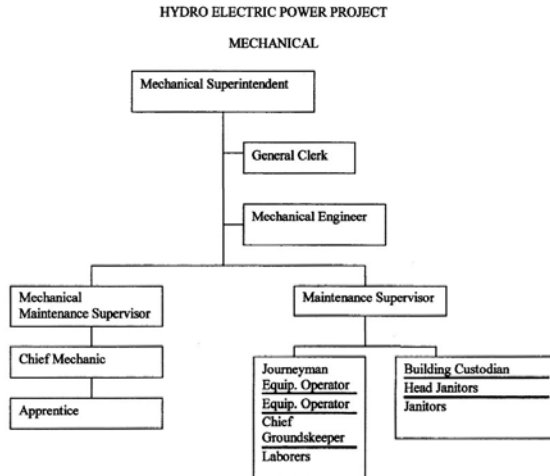 HYDRO ELECTRIC POWER PROJECT
MECHANICAL
Mechanical Superintendent
General Clerk
Mechanical Engineer
Mechanical
Maintenance Supervisor
Maintenance Supervisor
Chief Mechanic
Apprentice
Journeyman
Equip. Operator
Equip. Operator
Chief
Groundskeeper
Laborers
Building Custodian
Head Janitors
Janitors